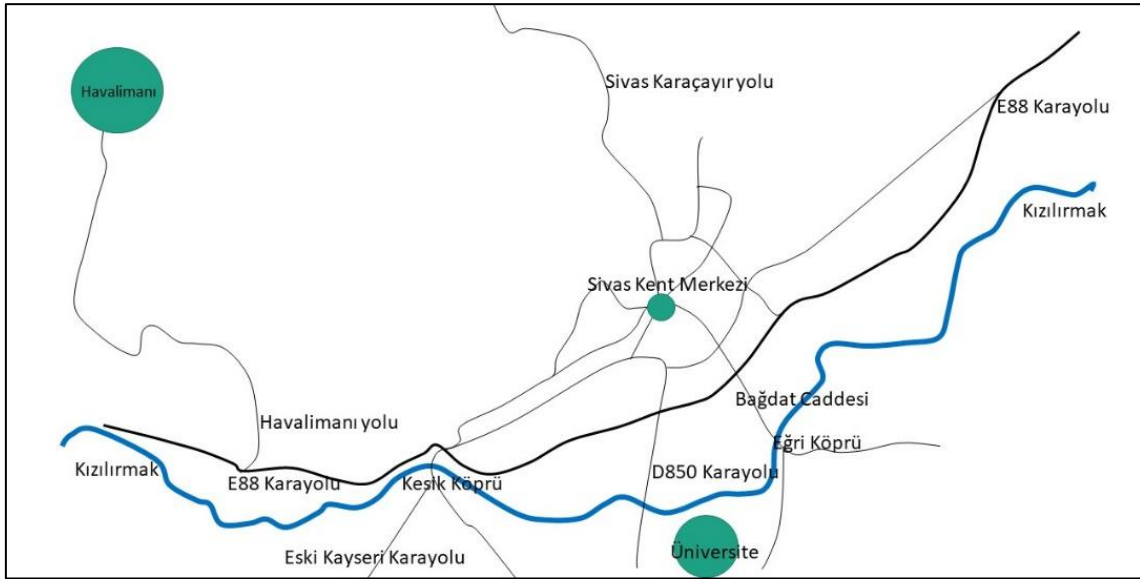 Havalimanı
Sivas Karaçayır yolu
E88 Karayolu
Kızılırmak
Sivas Kent Merkezi
Bağdat Caddesi
Havalimanı yolu
Eğri Köprü
Kızılırmak
E88 Karayolu
Kesik Köprü
D850 Karayolu
Eski Kayseri Karayolu
Üniversite